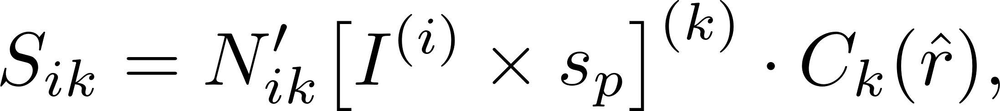 $S_{ik} = N'_{ik} \left[ I^{(i)} \times s_p \right]^{(k)} \cdot C_k(\hat{r}),$